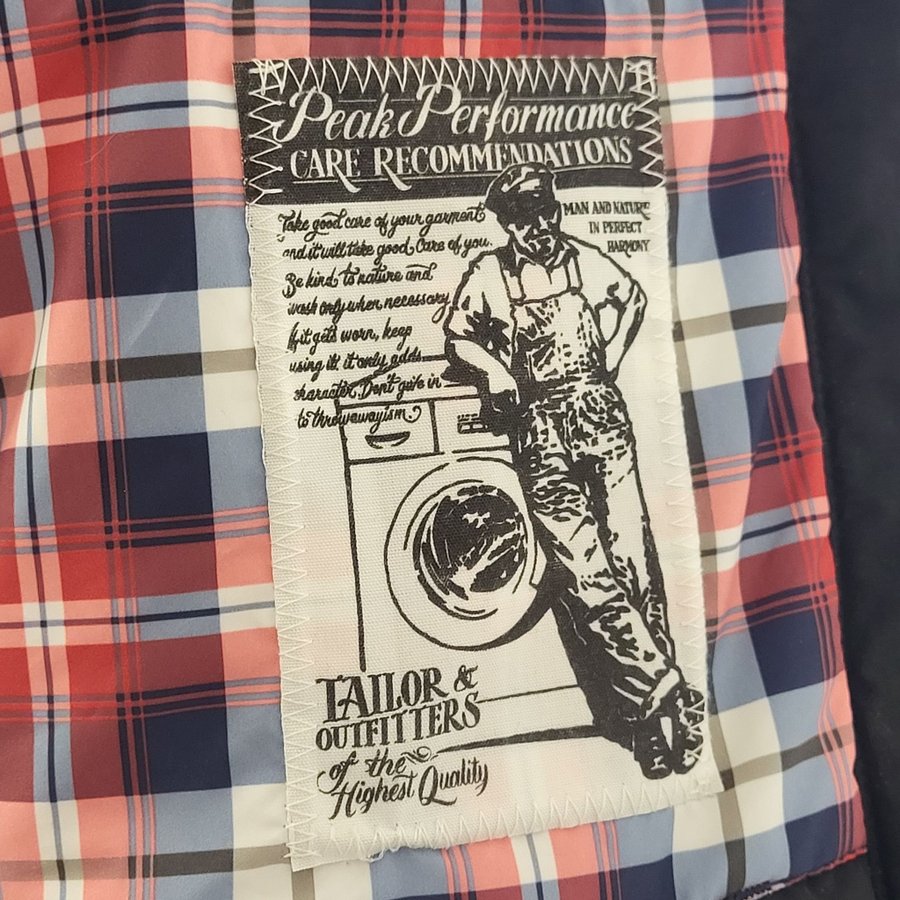 Peak Performance
CARE RECOMMENDATIONS
Take good care of your garment
and it will take good Care of you.
Be kind to nature and
wash only when necessary.
If it gets worn, keep
using it! it only adds
character. Don't give in
to throwawayism.
MAN AND NATURE
IN PERFECT
HARMONY
TAILOR &
OUTFITTERS
of the
Highest Quality